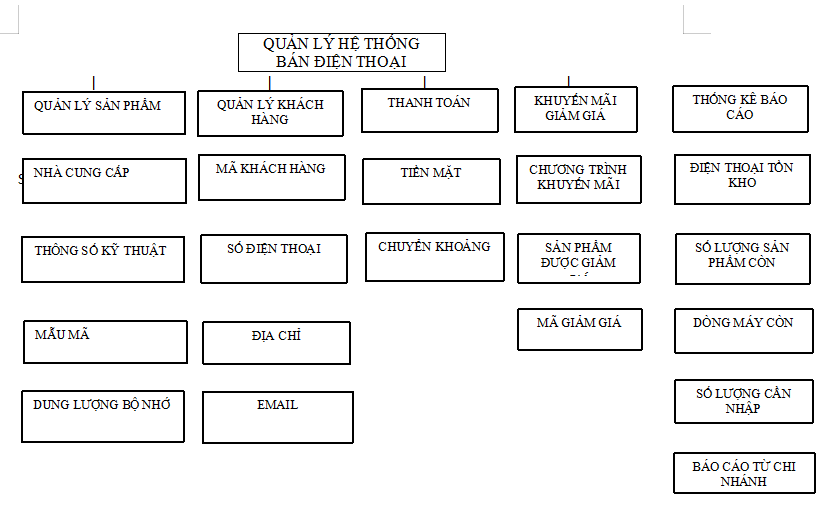 QUẢN LÝ HỆ THỐNG
BÁN ĐIỆN THOẠI
QUẢN LÝ SẢN PHẨM
NHÀ CUNG CẤP
THÔNG SỐ KỸ THUẬT
MẪU MÃ
DUNG LƯỢNG BỘ NHỚ
QUẢN LÝ KHÁCH
HÀNG
MÃ KHÁCH HÀNG
SỐ ĐIỆN THOẠI
ĐỊA CHỈ
EMAIL
THANH TOÁN
TIỀN MẶT
CHUYỂN KHOẢNG
KHUYẾN MÃI
GIẢM GIÁ
CHƯƠNG TRÌNH
KHUYẾN MÃI
SẢN PHẨM
ĐƯỢC GIẢM
MÃ GIẢM GIÁ
THỐNG KÊ BÁO
CÁO
ĐIỆN THOẠI TỒN
KHO
SỐ LƯỢNG SẢN
PHẨM CÒN
DÒNG MÁY CÒN
SỐ LƯỢNG CẦN
NHẬP
BÁO CÁO TỪ CHI
NHÁNH